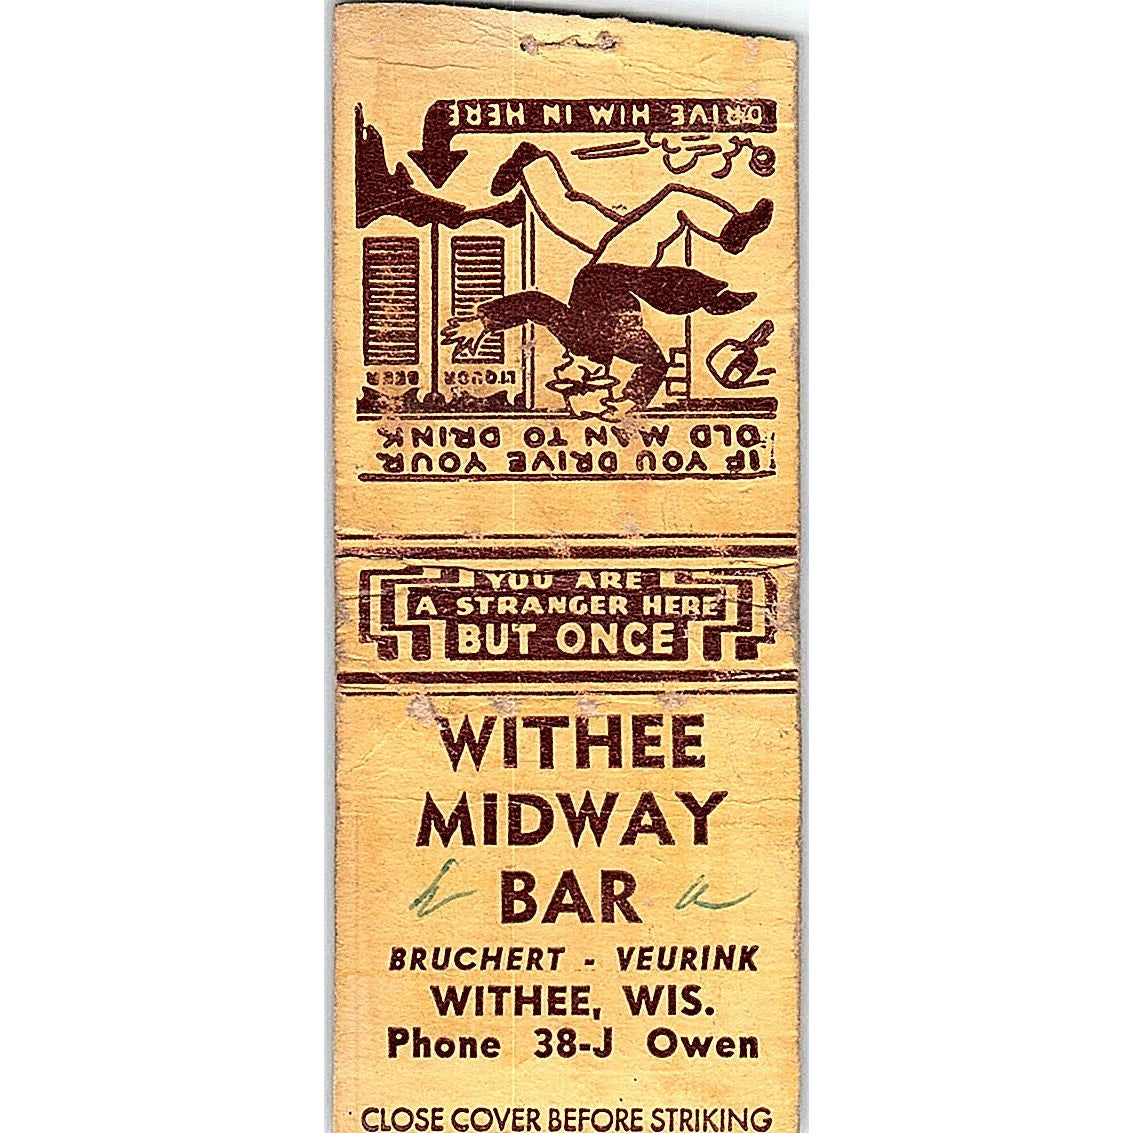 DRIVE HIM IN HERE
LIQUOR
BEER
IF YOU DRIVE YOUR
OLD MAN TO DRINK
YOU ARE
A STRANGER HERE
BUT ONCE
WITHEE
MIDWAY
BAR
BRUCHERT - VEURINK
WITHEE, WIS.
Phone 38-J Owen
CLOSE COVER BEFORE STRIKING